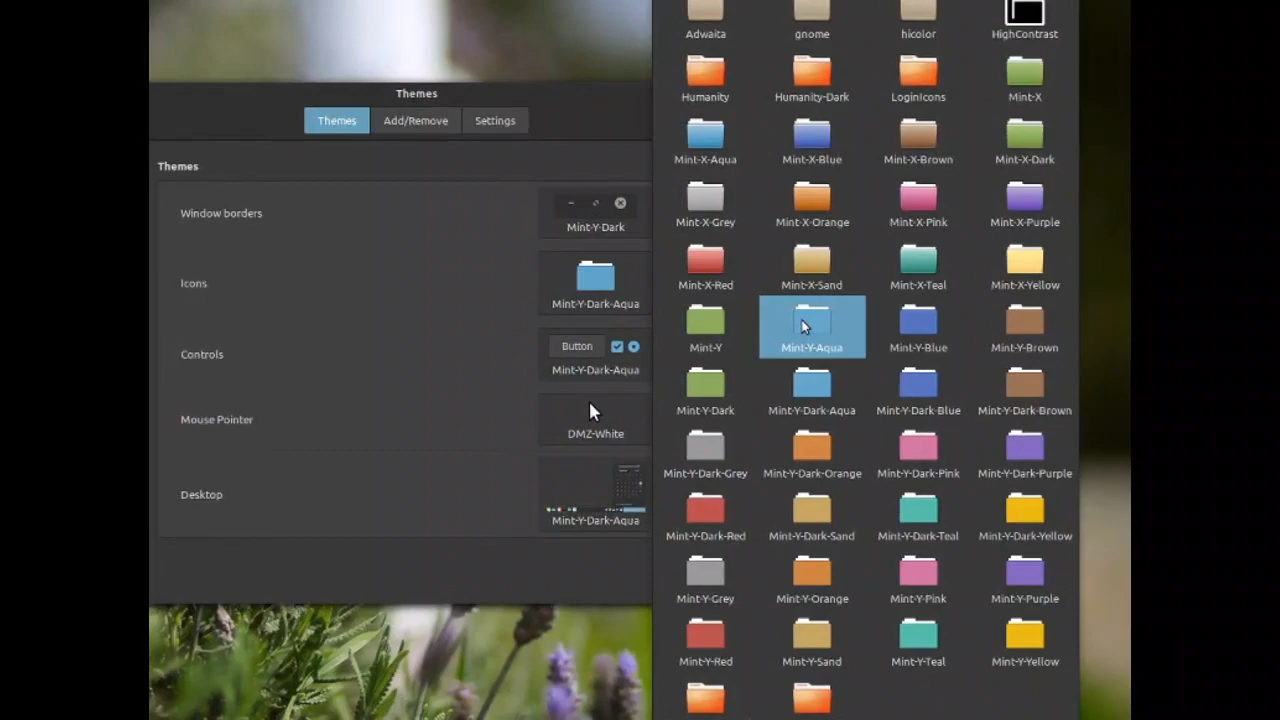 Themes
Themes Add/Remove Settings
Themes
Window borders
Mint-Y-Dark
Icons
Mint-Y-Dark-Aqua
Controls
Button
Mint-Y-Dark-Aqua
Mouse Pointer
DMZ-White
Desktop
Mint-Y-Dark-Aqua
Adwaita gnome hicolor HighContrast
Humanity Humanity-Dark LoginIcons Mint-X
Mint-X-Aqua Mint-X-Blue Mint-X-Brown Mint-X-Dark
Mint-X-Grey Mint-X-Orange Mint-X-Pink Mint-X-Purple
Mint-X-Red Mint-X-Sand Mint-X-Teal Mint-X-Yellow
Mint-Y Mint-Y-Aqua Mint-Y-Blue Mint-Y-Brown
Mint-Y-Dark Mint-Y-Dark-Aqua Mint-Y-Dark-Blue Mint-Y-Dark-Brown
Mint-Y-Dark-Grey Mint-Y-Dark-Orange Mint-Y-Dark-Pink Mint-Y-Dark-Purple
Mint-Y-Dark-Red Mint-Y-Dark-Sand Mint-Y-Dark-Teal Mint-Y-Dark-Yellow
Mint-Y-Grey Mint-Y-Orange Mint-Y-Pink Mint-Y-Purple
Mint-Y-Red Mint-Y-Sand Mint-Y-Teal Mint-Y-Yellow